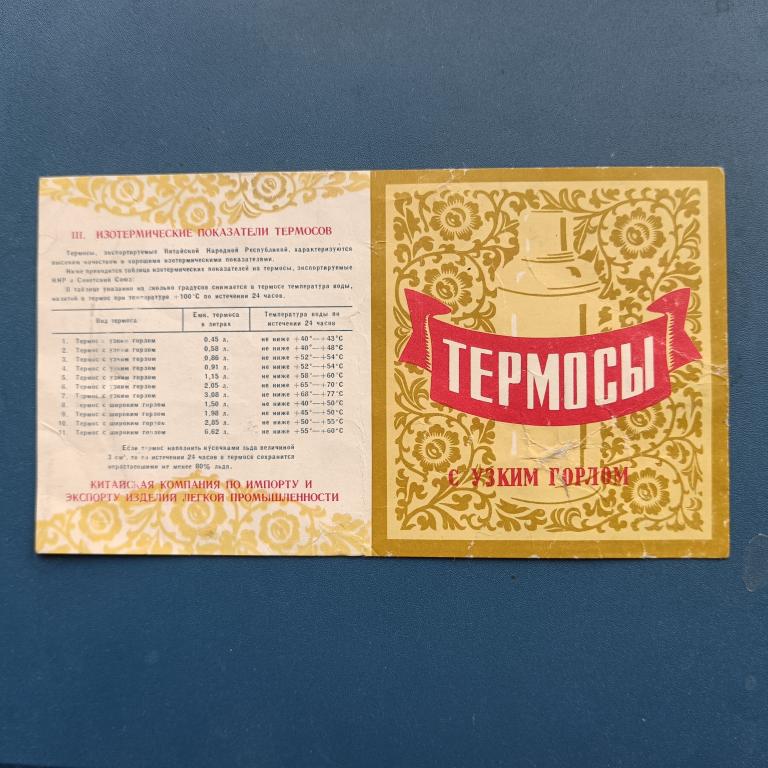 III. ИЗОТЕРМИЧЕСКИЕ ПОКАЗАТЕЛИ ТЕРМОСОВ
Термосы, экспортируемые Китайской Народной Республикой, характеризуются
высоким качеством и хорошими изотермическими показателями.
Ниже приводится таблица изотермических показателей на термосы, экспортируемые
КНР в Советский Союз:
В таблице указано на сколько градусов снижается в термосе температура воды,
налитой в термос при температуре +100°C по истечении 24 часов.
Вид термоса Емк. термоса в литрах Температура воды по истечении 24 часов
1. Термос с узким горлом 0,45 л. не ниже +40°—+43°C
2. Термос с узким горлом 0,58 л. не ниже +40°—+48°C
3. Термос с узким горлом 0,86 л. не ниже +52°—+54°C
4. Термос с узким горлом 0,91 л. не ниже +52°—+54°C
5. Термос с узким горлом 1,15 л. не ниже +58°—+60°C
6. Термос с узким горлом 2,05 л. не ниже +65°—+70°C
7. Термос с узким горлом 3,08 л. не ниже +68°—+77°C
8. Термос с широким горлом 1,50 л. не ниже +40°—+50°C
9. Термос с широким горлом 1,98 л. не ниже +45°—+50°C
10. Термос с широким горлом 2,85 л. не ниже +50°—+55°C
11. Термос с широким горлом 6,62 л. не ниже +55°—+60°C
Если термос наполнить кусочками льда величиной
3 см³, то по истечении 24 часов в термосе сохранится
нерастаявшими не менее 80% льда.
КИТАЙСКАЯ КОМПАНИЯ ПО ИМПОРТУ И
ЭКСПОРТУ ИЗДЕЛИЙ ЛЕГКОЙ ПРОМЫШЛЕННОСТИ
ТЕРМОСЫ
С УЗКИМ ГОРЛОМ